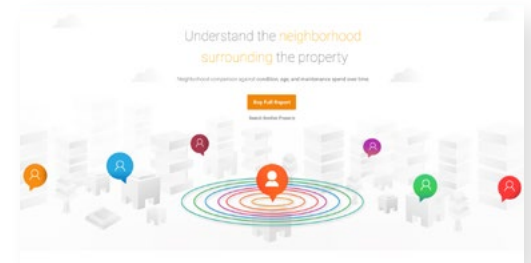 Understand the neighborhood
surrounding the property
Neighborhood comparison against condition, age, and maintenance spend over time.
Buy Full Report
Search Another Property